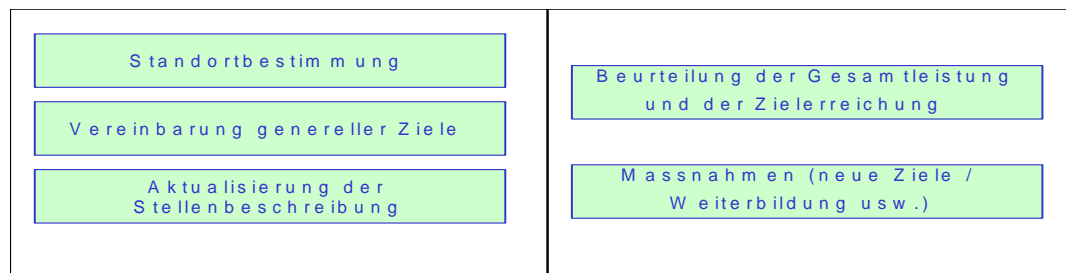 Standortbestimmung
Vereinbarung genereller Ziele
Aktualisierung der
Stellenbeschreibung
Beurteilung der Gesamtleistung
und der Zielerreichung
Massnahmen (neue Ziele /
Weiterbildung usw.)